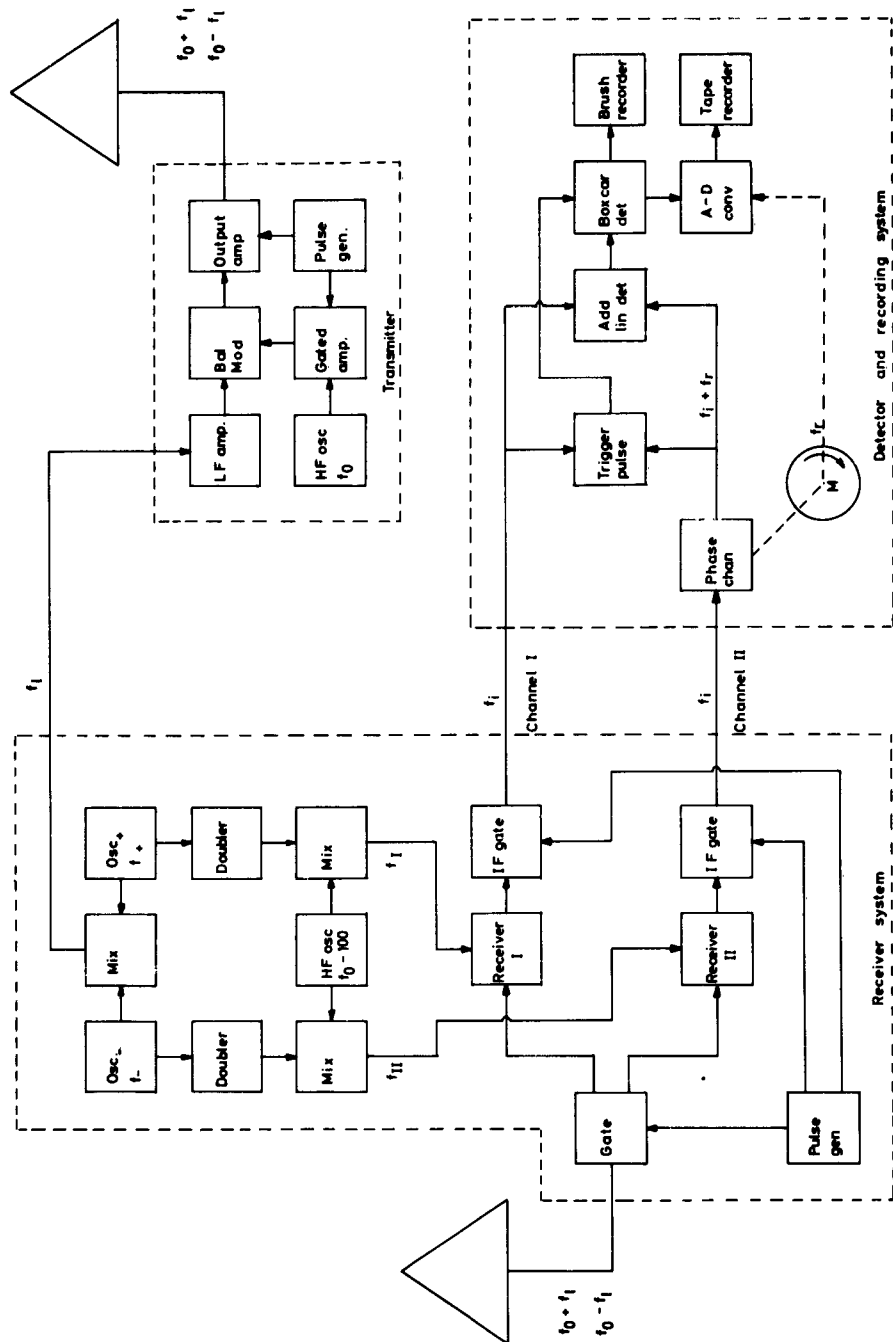 f₀ + f₁
f₀ - f₁
Output
amp
Pulse
gen.
Bal
Mod
Gated
amp.
LF amp.
HF osc
f₀
Transmitter
f₁
Osc₊
f₊
Mix
Osc₋
f₋
Doubler
Doubler
Mix
HF osc
f₀ - 100
Mix
f_I
f_II
Receiver
I
IF gate
Receiver
II
IF gate
Gate
Pulse
gen
f₀ + f₁
f₀ - f₁
Receiver system
fᵢ
Channel I
fᵢ
Channel II
Phase
chan
Trigger
pulse
fᵢ + fᵣ
Add
lin det
Boxcar
det
Brush
recorder
A-D
conv
Tape
recorder
M
fᵣ
Detector and recording system